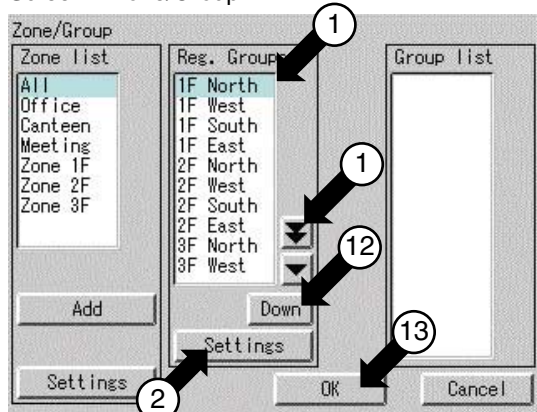 Zone/Group
Zone list
All
Office
Canteen
Meeting
Zone 1F
Zone 2F
Zone 3F
Add
Settings
Reg. Group
1F North
1F West
1F South
1F East
2F North
2F West
2F South
2F East
3F North
3F West
Down
Settings
Group list
OK
Cancel
1
1
12
13
2